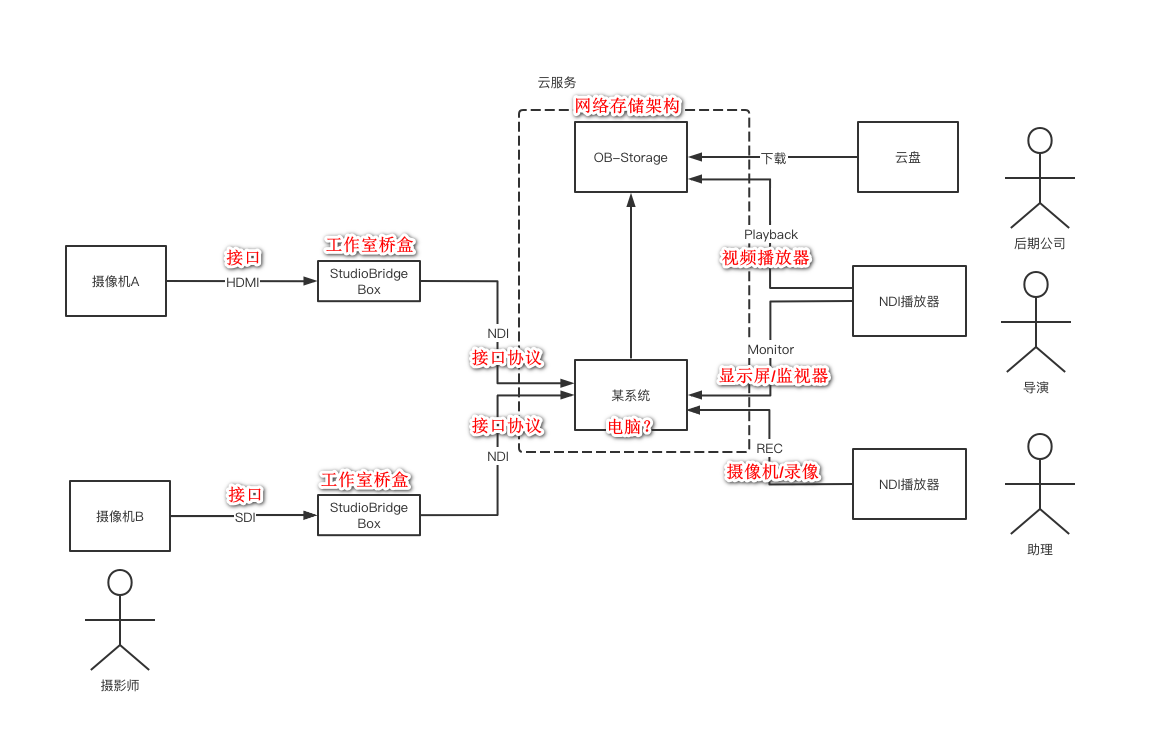 云服务
网络存储架构
OB-Storage
下载
云盘
后期公司
Playback
视频播放器
工作室桥盒
接口
摄像机A
HDMI
StudioBridge
Box
NDI播放器
导演
NDI
接口协议
Monitor
显示屏/监视器
某系统
电脑?
接口协议
NDI
REC
摄像机/录像
NDI播放器
助理
工作室桥盒
接口
摄像机B
SDI
StudioBridge
Box
摄影师